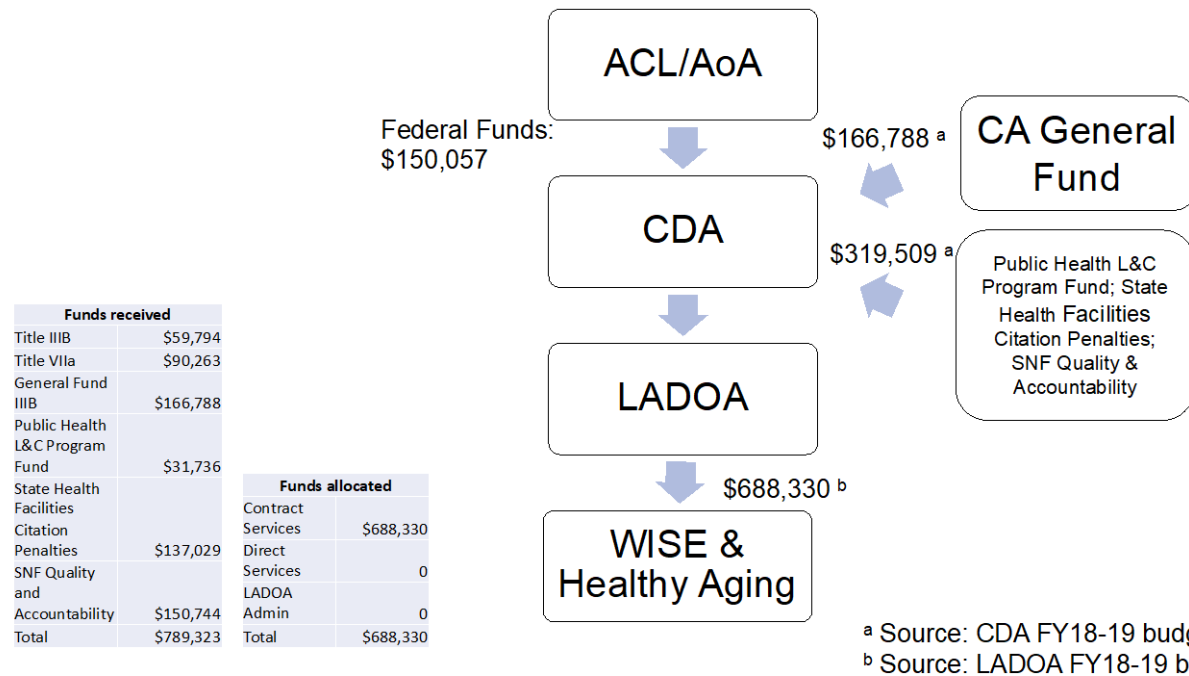 ACL/AoA
Federal Funds:
$150,057
$166,788 a
CA General
Fund
CDA
$319,509 a
Public Health L&C
Program Fund; State
Health Facilities
Citation Penalties;
SNF Quality &
Accountability
LADOA
$688,330 b
WISE &
Healthy Aging
Funds received
Title IIIB $59,794
Title VIIa $90,263
General Fund
IIIB $166,788
Public Health
L&C Program
Fund $31,736
State Health
Facilities
Citation
Penalties $137,029
SNF Quality
and
Accountability $150,744
Total $789,323
Funds allocated
Contract
Services $688,330
Direct
Services 0
LADOA
Admin 0
Total $688,330
a Source: CDA FY18-19 budg
b Source: LADOA FY18-19 b